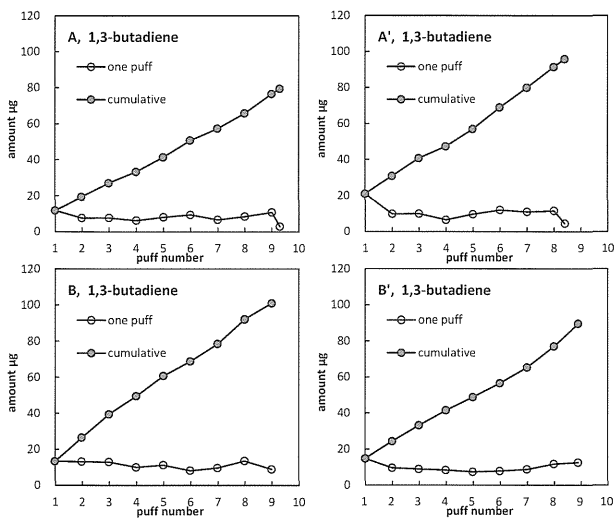 A, 1,3-butadiene
one puff
cumulative
amount μg
120
100
80
60
40
20
0
1 2 3 4 5 6 7 8 9 10
puff number
A', 1,3-butadiene
one puff
cumulative
amount μg
120
100
80
60
40
20
0
1 2 3 4 5 6 7 8 9 10
puff number
B, 1,3-butadiene
one puff
cumulative
amount μg
120
100
80
60
40
20
0
1 2 3 4 5 6 7 8 9 10
puff number
B', 1,3-butadiene
one puff
cumulative
amount μg
120
100
80
60
40
20
0
1 2 3 4 5 6 7 8 9 10
puff number